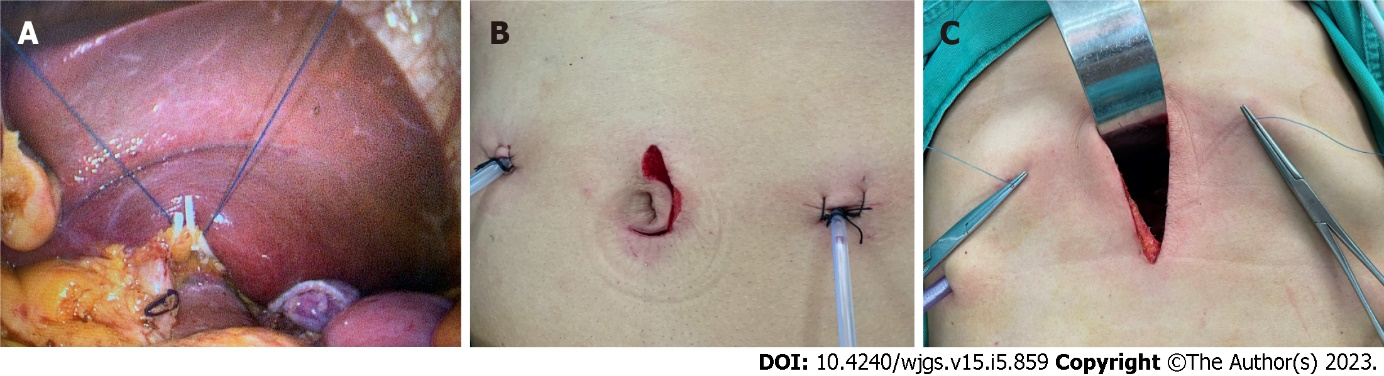 A
B
C
DOI: 10.4240/wjgs.v15.i5.859 Copyright ©The Author(s) 2023.